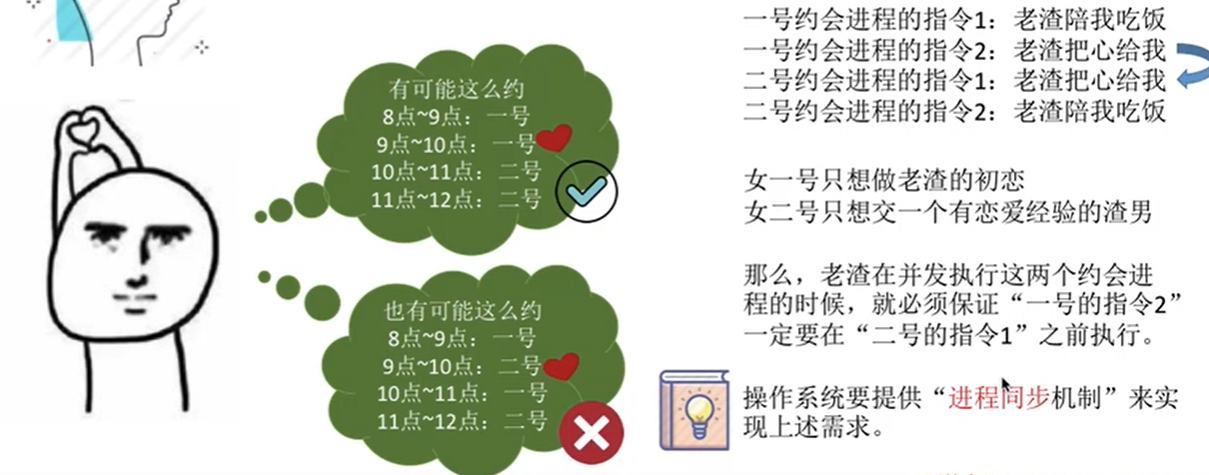 有可能这么约
8点~9点：一号
9点~10点：一号
10点~11点：二号
11点~12点：二号
也有可能这么约
8点~9点：一号
9点~10点：二号
10点~11点：一号
11点~12点：二号
一号约会进程的指令1：老渣陪我吃饭
一号约会进程的指令2：老渣把心给我
二号约会进程的指令1：老渣把心给我
二号约会进程的指令2：老渣陪我吃饭
女一号只想做老渣的初恋
女二号只想交一个有恋爱经验的渣男
那么，老渣在并发执行这两个约会进
程的时候，就必须保证“一号的指令2”
一定要在“二号的指令1”之前执行。
操作系统要提供“进程同步机制”来实
现上述需求。